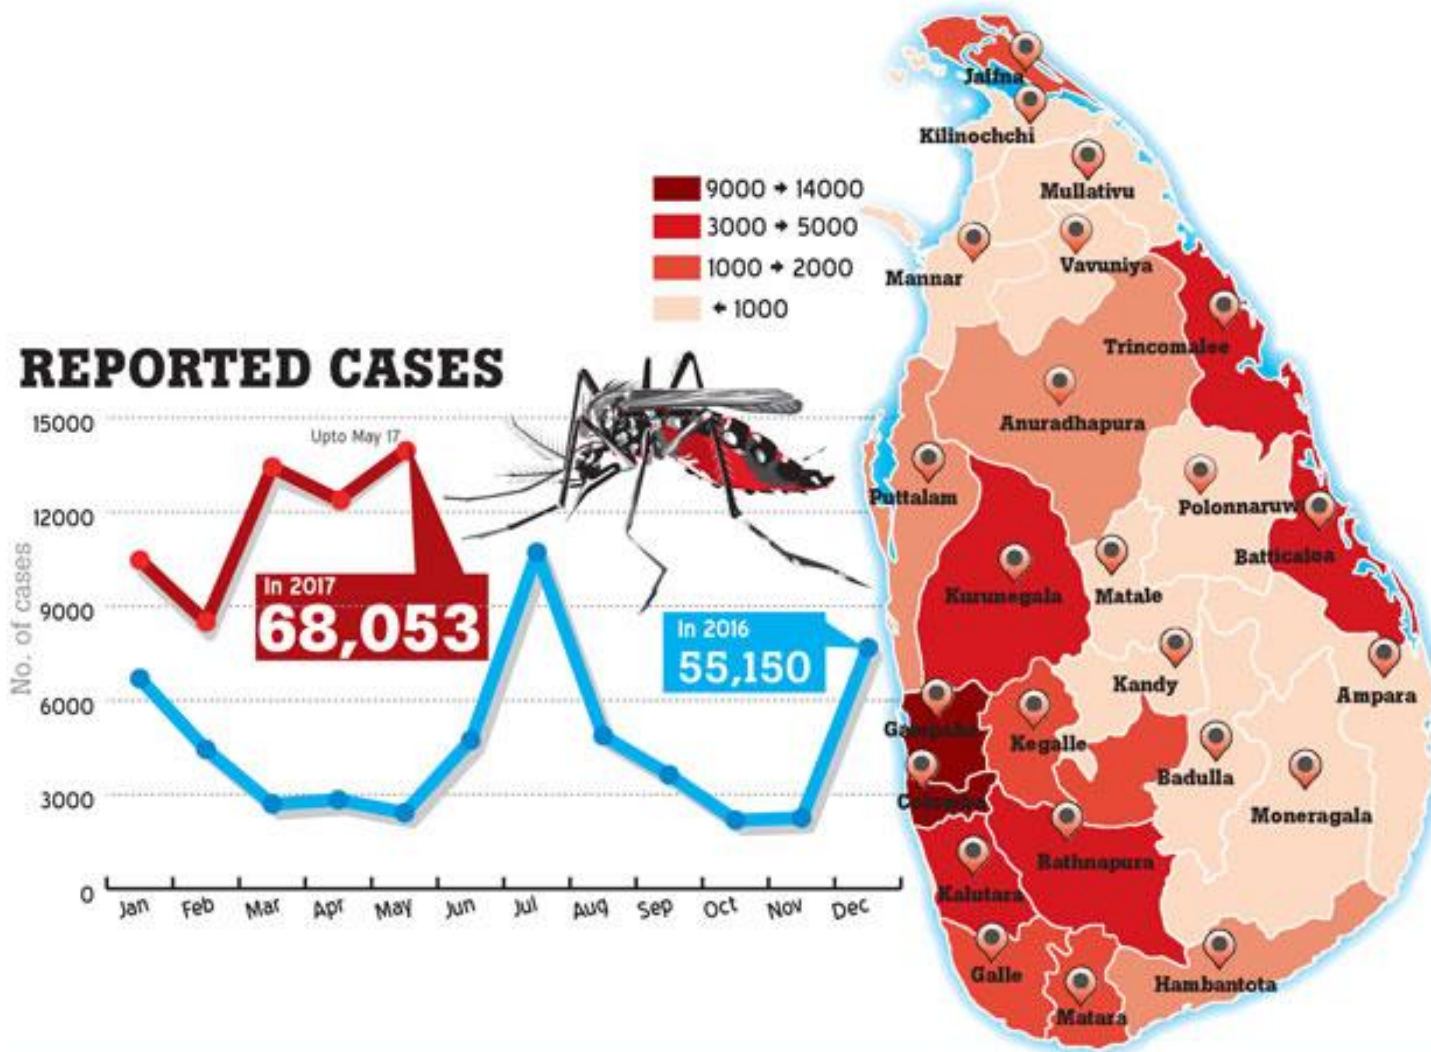 Jaffna
Kilinochchi
Mullativu
Mannar
Vavuniya
9000 → 14000
3000 → 5000
1000 → 2000
← 1000
Trincomalee
Anuradhapura
Puttalam
Polonnaruw
Batticaloa
Kurunegala
Matale
Kandy
Ampara
Gampaha
Kegalle
Badulla
Colombo
Moneragala
Rathnapura
Kalutara
Galle
Hambantota
Matara
REPORTED CASES
No. of cases
15000
12000
9000
6000
3000
0
Upto May 17
In 2017
68,053
In 2016
55,150
Jan Feb Mar Apr May Jun Jul Aug Sep Oct Nov Dec